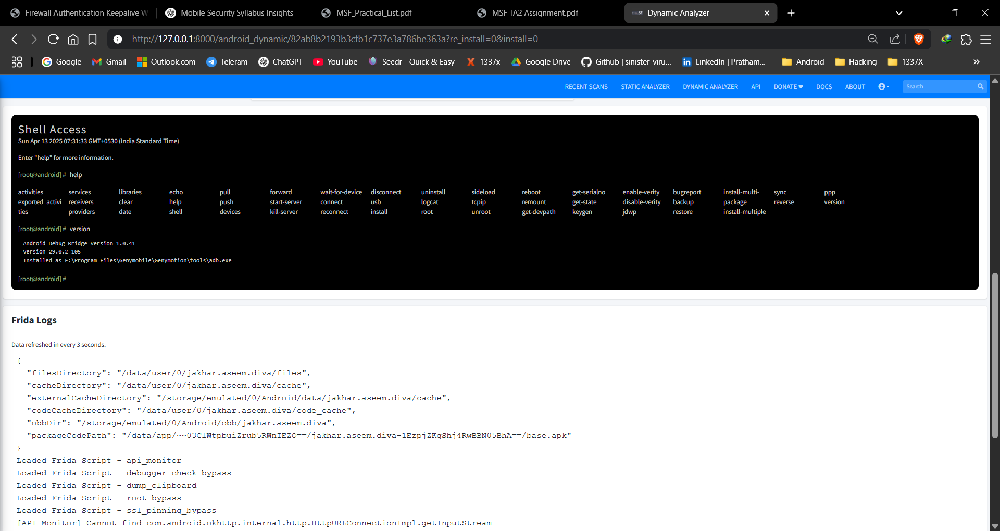 Firewall Authentication Keepalive W
Mobile Security Syllabus Insights
MSF_Practical_List.pdf
MSF TA2 Assignment.pdf
Dynamic Analyzer
http://127.0.0.1:8000/android_dynamic/82ab8b2193b3cfb1c737e3a786be363a?re_install=0&install=0
Google
Gmail
Outlook.com
Teleram
ChatGPT
YouTube
Seedr - Quick & Easy
1337x
Google Drive
Github | sinister-viru...
LinkedIn | Pratham...
Android
Hacking
1337X
RECENT SCANS
STATIC ANALYZER
DYNAMIC ANALYZER
API
DONATE ♥
DOCS
ABOUT
Search
Shell Access
Sun Apr 13 2025 07:31:33 GMT+0530 (India Standard Time)
Enter "help" for more information.
[root@android] # help
activities services libraries echo pull forward wait-for-device disconnect uninstall sideload reboot get-serialno enable-verity bugreport install-multi- sync ppp
exported_activi receivers clear help push start-server connect usb logcat tcpip remount get-state disable-verity backup package reverse version
ties providers date shell devices kill-server reconnect install root unroot get-devpath keygen jdwp restore install-multiple
[root@android] # version
Android Debug Bridge version 1.0.41
Version 29.0.2-105
Installed as E:\Program Files\Genymobile\Genymotion\tools\adb.exe
[root@android] #
Frida Logs
Data refreshed in every 3 seconds.
{
"filesDirectory": "/data/user/0/jakhar.aseem.diva/files",
"cacheDirectory": "/data/user/0/jakhar.aseem.diva/cache",
"externalCacheDirectory": "/storage/emulated/0/Android/data/jakhar.aseem.diva/cache",
"codeCacheDirectory": "/data/user/0/jakhar.aseem.diva/code_cache",
"obbDir": "/storage/emulated/0/Android/obb/jakhar.aseem.diva",
"packageCodePath": "/data/app/~~03ClWtpbuiZrub5RWnIEZQ==/jakhar.aseem.diva-1EzpjZKgShj4RwBBN05BhA==/base.apk"
}
Loaded Frida Script - api_monitor
Loaded Frida Script - debugger_check_bypass
Loaded Frida Script - dump_clipboard
Loaded Frida Script - root_bypass
Loaded Frida Script - ssl_pinning_bypass
[API Monitor] Cannot find com.android.okhttp.internal.http.HttpURLConnectionImpl.getInputStream